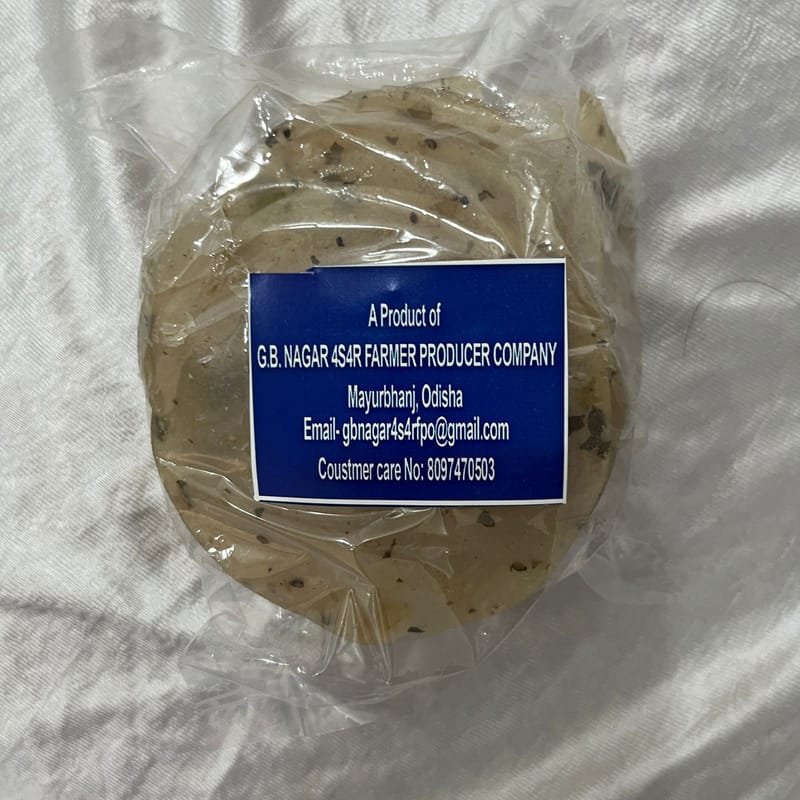 A Product of
G.B. NAGAR 4S4R FARMER PRODUCER COMPANY
Mayurbhanj, Odisha
Email- gbnagar4s4rfpo@gmail.com
Coustmer care No: 8097470503